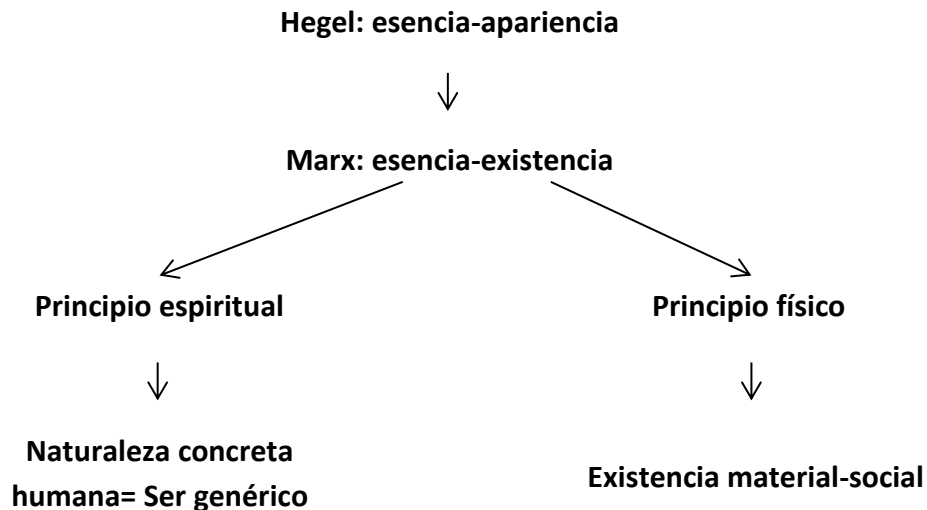 Hegel: esencia-apariencia
Marx: esencia-existencia
Principio espiritual
Principio físico
Naturaleza concreta
humana= Ser genérico
Existencia material-social